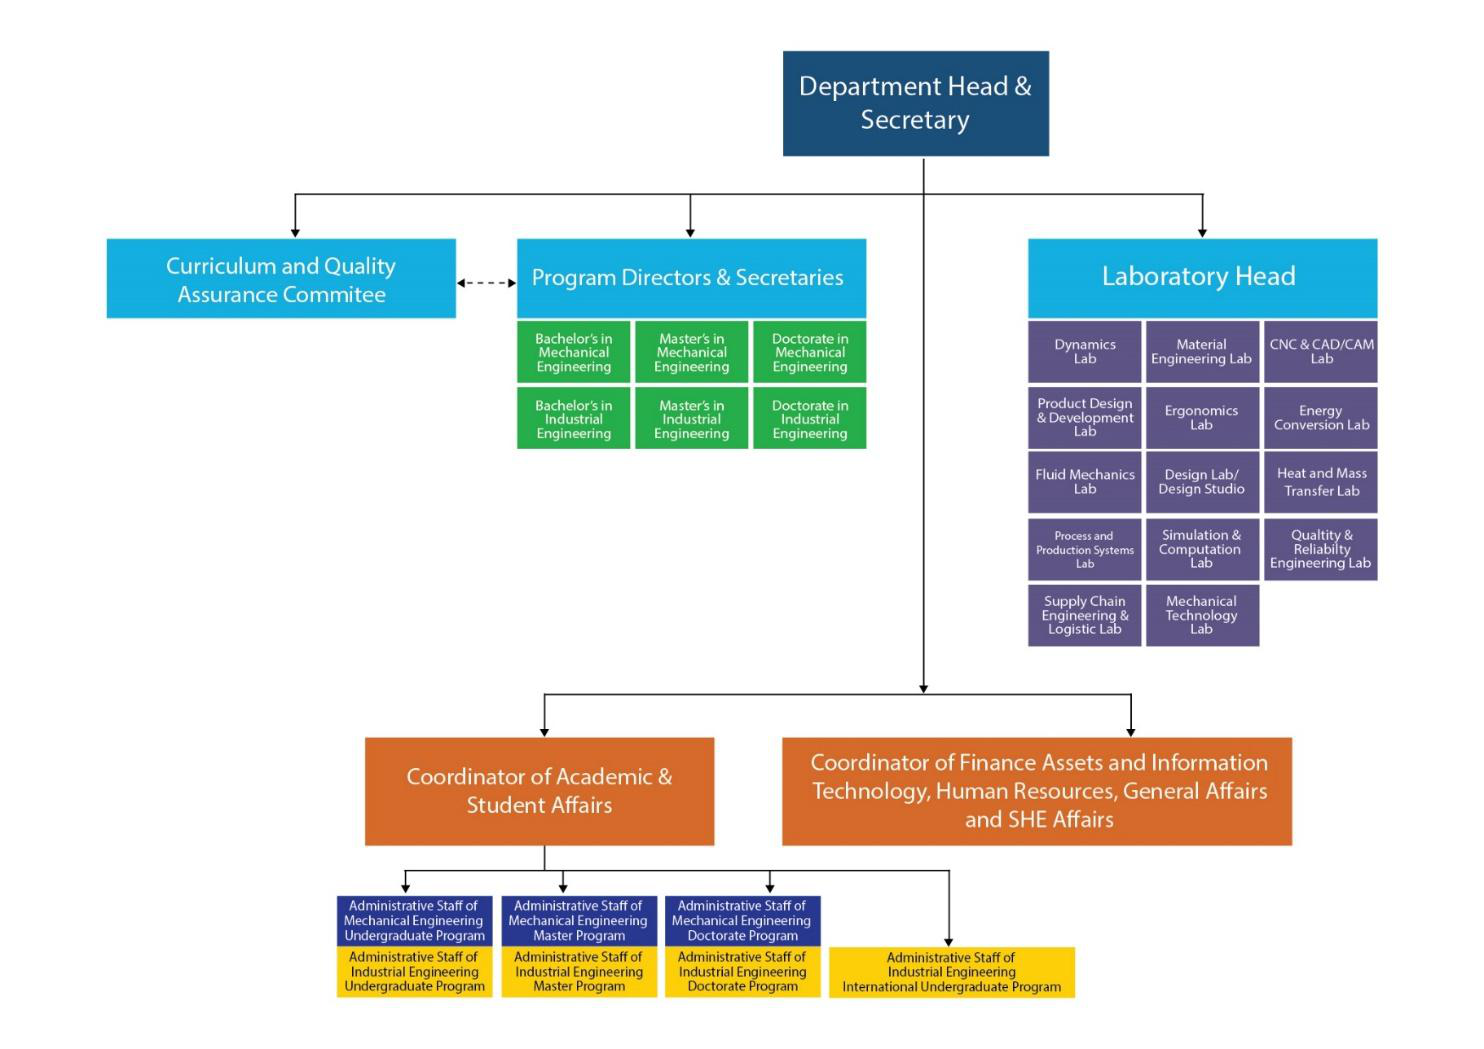 Department Head &
Secretary
Curriculum and Quality
Assurance Commitee
Program Directors & Secretaries
Laboratory Head
Bachelor's in
Mechanical
Engineering
Master's in
Mechanical
Engineering
Doctorate in
Mechanical
Engineering
Bachelor's in
Industrial
Engineering
Master's in
Industrial
Engineering
Doctorate in
Industrial
Engineering
Dynamics
Lab
Material
Engineering Lab
CNC & CAD/CAM
Lab
Product Design
& Development
Lab
Ergonomics
Lab
Energy
Conversion Lab
Fluid Mechanics
Lab
Design Lab/
Design Studio
Heat and Mass
Transfer Lab
Process and
Production Systems
Lab
Simulation &
Computation
Lab
Qualtity &
Reliabilty
Engineering Lab
Supply Chain
Engineering &
Logistic Lab
Mechanical
Technology
Lab
Coordinator of Academic &
Student Affairs
Coordinator of Finance Assets and Information
Technology, Human Resources, General Affairs
and SHE Affairs
Administrative Staff of
Mechanical Engineering
Undergraduate Program
Administrative Staff of
Mechanical Engineering
Master Program
Administrative Staff of
Mechanical Engineering
Doctorate Program
Administrative Staff of
Industrial Engineering
Undergraduate Program
Administrative Staff of
Industrial Engineering
Master Program
Administrative Staff of
Industrial Engineering
Doctorate Program
Administrative Staff of
Industrial Engineering
International Undergraduate Program